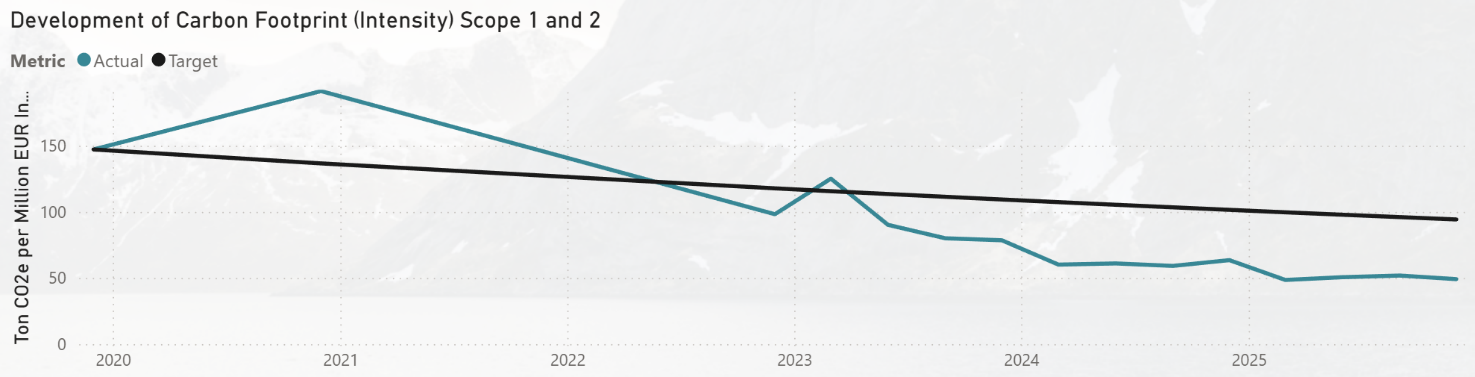 Development of Carbon Footprint (Intensity) Scope 1 and 2
Metric Actual Target
Ton CO2e per Million EUR In...
150
100
50
0
2020 2021 2022 2023 2024 2025